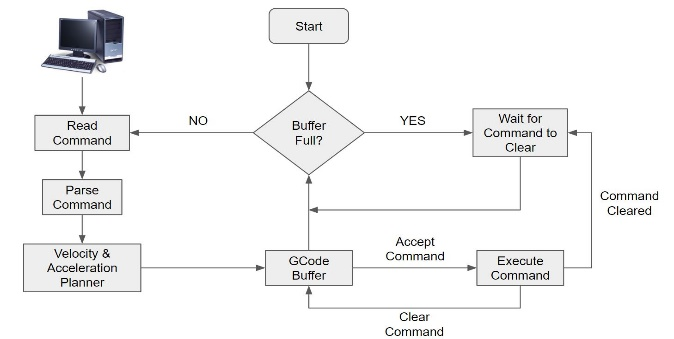 Start
NO
Buffer
Full?
YES
Wait for
Command to
Clear
Read
Command
Parse
Command
Command
Cleared
Velocity &
Acceleration
Planner
GCode
Buffer
Accept
Command
Execute
Command
Clear
Command